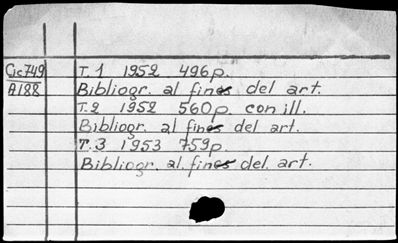 Cic749 T.1 1952 496p.
A188 Bibliogr. al fines del art.
T.2 1952 560p. con ill.
Bibliogr. al fines del art.
T.3 1953 759p.
Bibliogr. al fines del art.